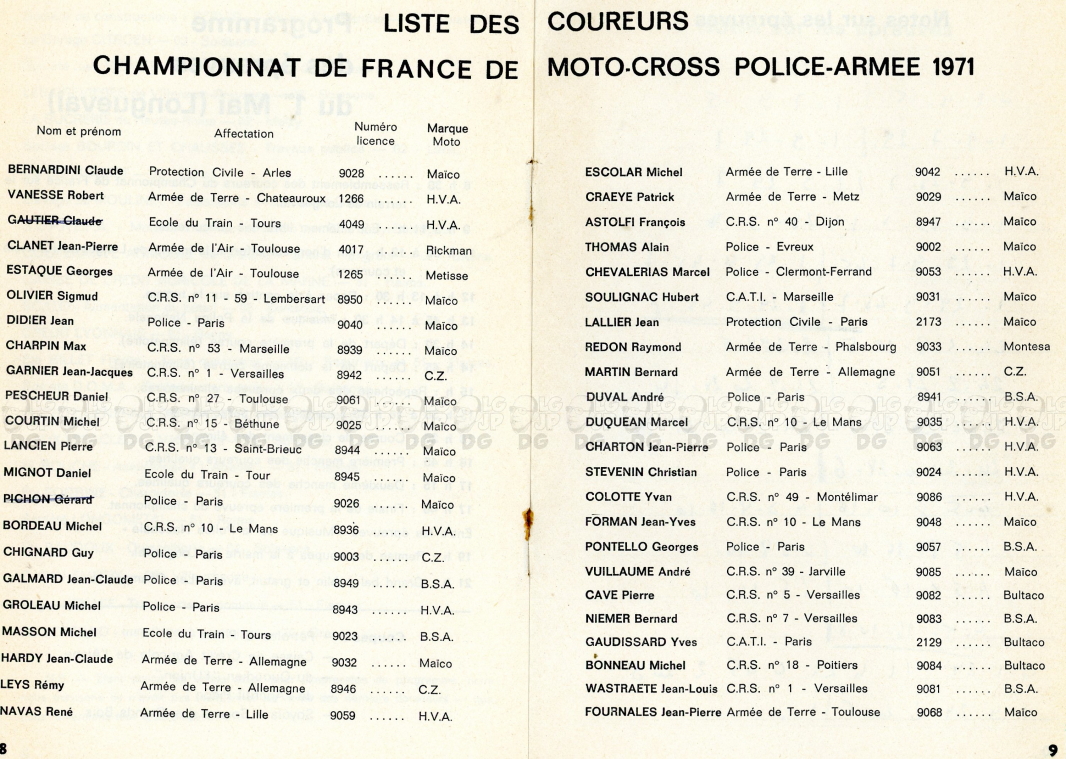 LISTE DES COUREURS
CHAMPIONNAT DE FRANCE DE MOTO-CROSS POLICE-ARMEE 1971
Nom et prénom Affectation Numéro licence Marque Moto
BERNARDINI Claude Protection Civile - Arles 9028 ...... Maïco
VANESSE Robert Armée de Terre - Chateauroux 1266 ...... H.V.A.
GAUTIER Claude Ecole du Train - Tours 4049 ...... H.V.A.
CLANET Jean-Pierre Armée de l'Air - Toulouse 4017 ...... Rickman
ESTAQUE Georges Armée de l'Air - Toulouse 1265 ...... Metisse
OLIVIER Sigmud C.R.S. n° 11 - 59 - Lembersart 8950 ...... Maïco
DIDIER Jean Police - Paris 9040 ...... Maïco
CHARPIN Max C.R.S. n° 53 - Marseille 8939 ...... Maïco
GARNIER Jean-Jacques C.R.S. n° 1 - Versailles 8942 ...... C.Z.
PESCHEUR Daniel C.R.S. n° 27 - Toulouse 9061 ...... Maïco
COURTIN Michel C.R.S. n° 15 - Béthune 9025 ...... Maïco
LANCIEN Pierre C.R.S. n° 13 - Saint-Brieuc 8944 ...... Maïco
MIGNOT Daniel Ecole du Train - Tour 8945 ...... Maïco
PICHON Gérard Police - Paris 9026 ...... Maïco
BORDEAU Michel C.R.S. n° 10 - Le Mans 8936 ...... H.V.A.
CHIGNARD Guy Police - Paris 9003 ...... C.Z.
GALMARD Jean-Claude Police - Paris 8949 ...... B.S.A.
GROLEAU Michel Police - Paris 8943 ...... H.V.A.
MASSON Michel Ecole du Train - Tours 9023 ...... B.S.A.
HARDY Jean-Claude Armée de Terre - Allemagne 9032 ...... Maïco
LEYS Rémy Armée de Terre - Allemagne 8946 ...... C.Z.
NAVAS René Armée de Terre - Lille 9059 ...... H.V.A.
8
ESCOLAR Michel Armée de Terre - Lille 9042 ...... H.V.A.
CRAEYE Patrick Armée de Terre - Metz 9029 ...... Maïco
ASTOLFI François C.R.S. n° 40 - Dijon 8947 ...... Maïco
THOMAS Alain Police - Evreux 9002 ...... Maïco
CHEVALERIAS Marcel Police - Clermont-Ferrand 9053 ...... H.V.A.
SOULIGNAC Hubert C.A.T.I. - Marseille 9031 ...... Maïco
LALLIER Jean Protection Civile - Paris 2173 ...... Maïco
REDON Raymond Armée de Terre - Phalsbourg 9033 ...... Montesa
MARTIN Bernard Armée de Terre - Allemagne 9051 ...... C.Z.
DUVAL André Police - Paris 8941 ...... B.S.A.
DUQUEAN Marcel C.R.S. n° 10 - Le Mans 9035 ...... H.V.A.
CHARTON Jean-Pierre Police - Paris 9063 ...... H.V.A.
STEVENIN Christian Police - Paris 9024 ...... H.V.A.
COLOTTE Yvan C.R.S. n° 49 - Montélimar 9086 ...... H.V.A.
FORMAN Jean-Yves C.R.S. n° 10 - Le Mans 9048 ...... Maïco
PONTELLO Georges Police - Paris 9057 ...... B.S.A.
VUILLAUME André C.R.S. n° 39 - Jarville 9085 ...... Maïco
CAVE Pierre C.R.S. n° 5 - Versailles 9082 ...... Bultaco
NIEMER Bernard C.R.S. n° 7 - Versailles 9083 ...... B.S.A.
GAUDISSARD Yves C.A.T.I. - Paris 2129 ...... Bultaco
BONNEAU Michel C.R.S. n° 18 - Poitiers 9084 ...... Bultaco
WASTRAETE Jean-Louis C.R.S. n° 1 - Versailles 9081 ...... B.S.A.
FOURNALES Jean-Pierre Armée de Terre - Toulouse 9068 ...... Maïco
9